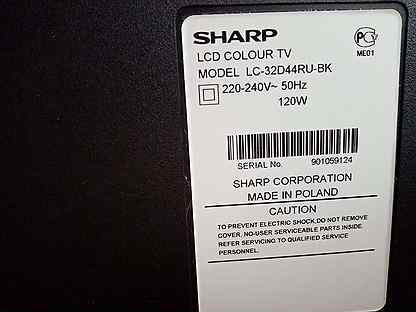 SHARP
LCD COLOUR TV
MODEL LC-32D44RU-BK
220-240V~ 50Hz
120W
ME01
SERIAL No. 901059124
SHARP CORPORATION
MADE IN POLAND
CAUTION
TO PREVENT ELECTRIC SHOCK,DO NOT REMOVE
COVER. NO-USER SERVICEABLE PARTS INSIDE.
REFER SERVICING TO QUALIFIED SERVICE
PERSONNEL.